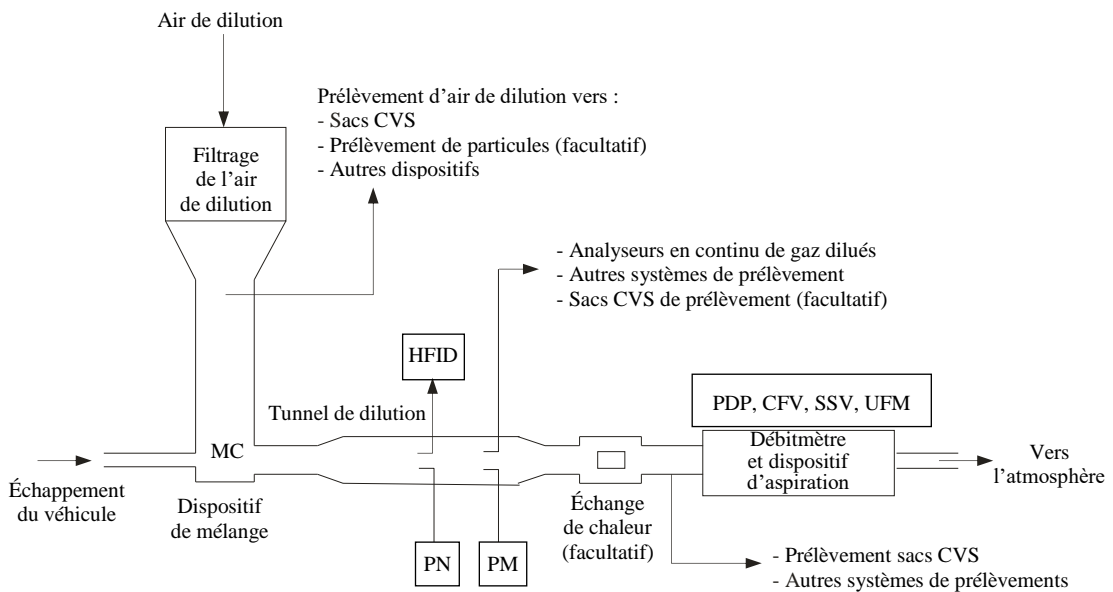 Air de dilution
Prélèvement d'air de dilution vers :
- Sacs CVS
- Prélèvement de particules (facultatif)
- Autres dispositifs
Filtrage
de l'air
de dilution
- Analyseurs en continu de gaz dilués
- Autres systèmes de prélèvement
- Sacs CVS de prélèvement (facultatif)
HFID
Tunnel de dilution
PDP, CFV, SSV, UFM
MC
Débitmètre
et dispositif
d'aspiration
Vers
l'atmosphère
Échappement
du véhicule
Dispositif
de mélange
Échange
de chaleur
(facultatif)
PN
PM
- Prélèvement sacs CVS
- Autres systèmes de prélèvements